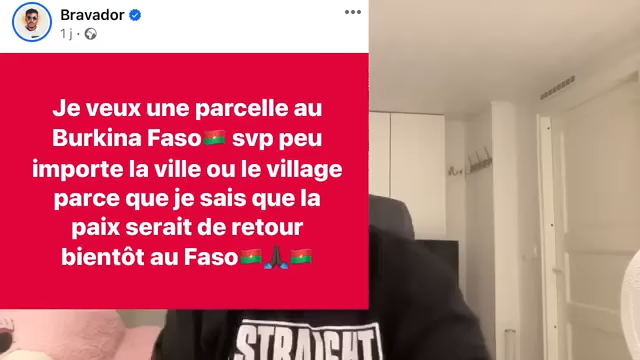 Bravador
1 j
Je veux une parcelle au
Burkina Faso🇧🇫 svp peu
importe la ville ou le village
parce que je sais que la
paix serait de retour
bientôt au Faso🇧🇫🙏🏿🇧🇫
STRAIGHT